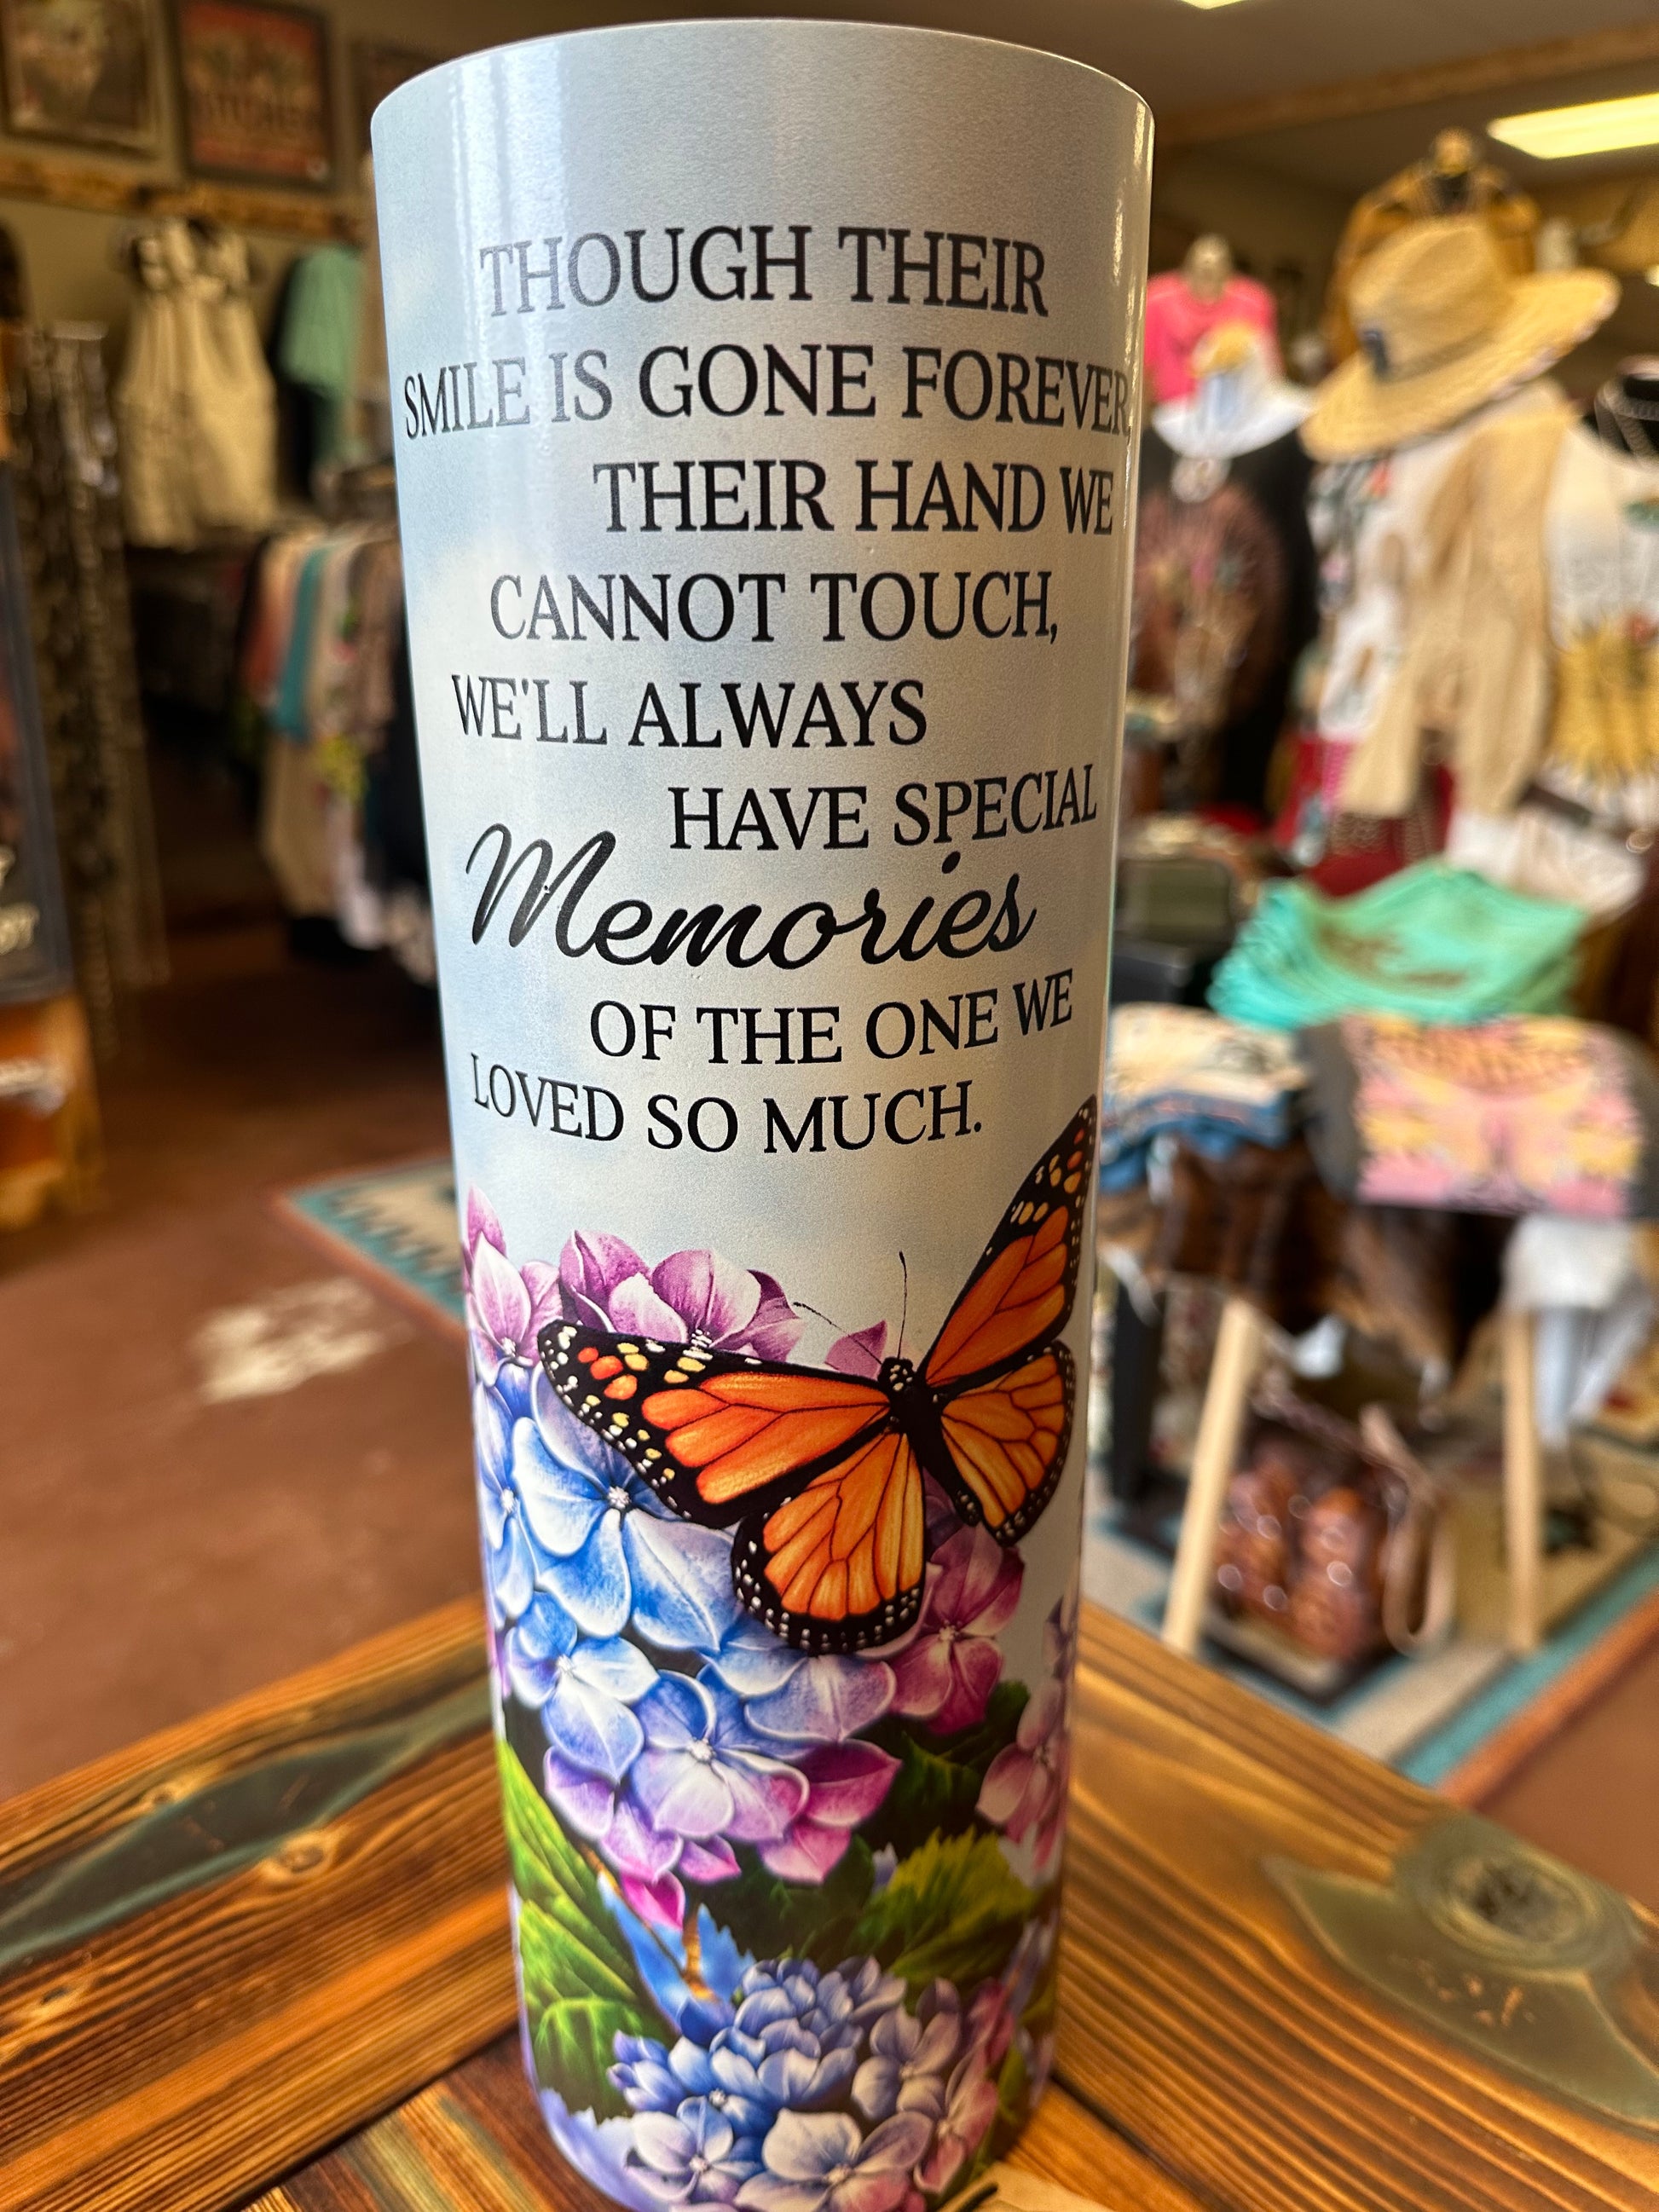 THOUGH THEIR
SMILE IS GONE FOREVER,
THEIR HAND WE
CANNOT TOUCH,
WE'LL ALWAYS
HAVE SPECIAL
Memories
OF THE ONE WE
LOVED SO MUCH.